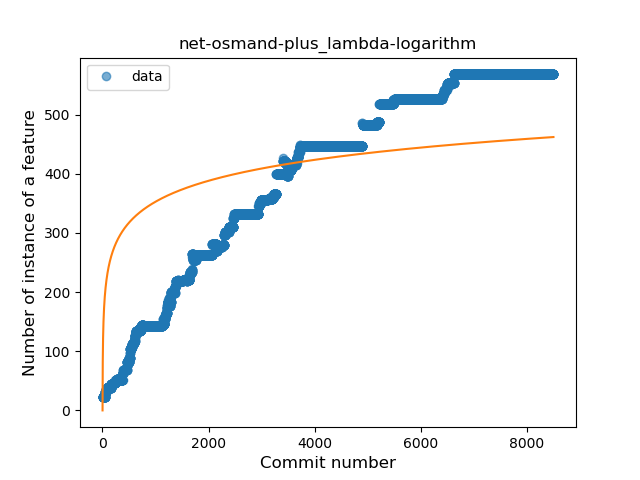 net-osmand-plus_lambda-logarithm
data
Number of instance of a feature
500
400
300
200
100
0
0 2000 4000 6000 8000
Commit number